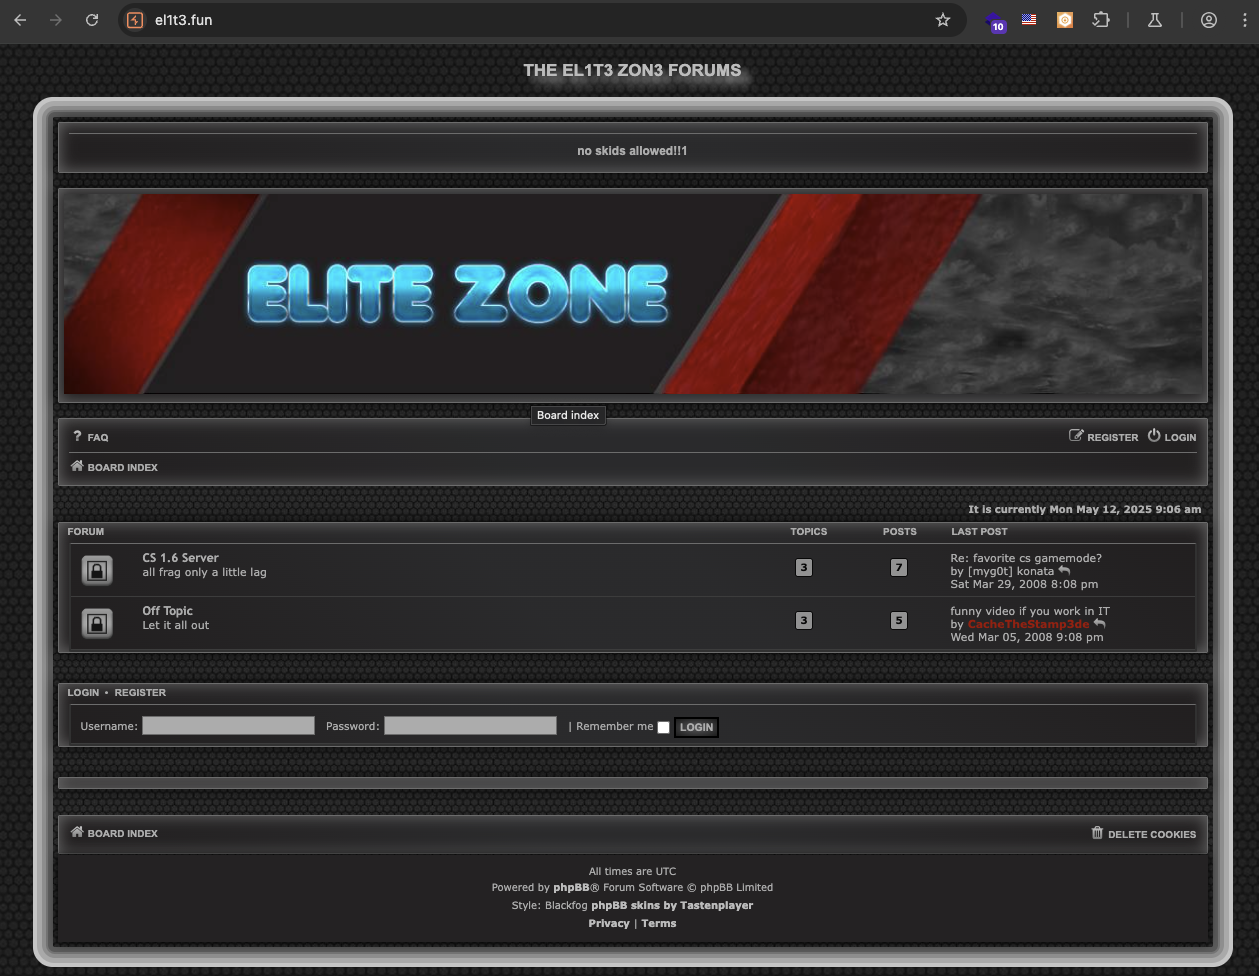 el1t3.fun
10
THE EL1T3 ZON3 FORUMS
no skids allowed!!1
ELITE ZONE
Board index
? FAQ
REGISTER LOGIN
BOARD INDEX
It is currently Mon May 12, 2025 9:06 am
FORUM TOPICS POSTS LAST POST
CS 1.6 Server
all frag only a little lag
3
7
Re: favorite cs gamemode?
by [myg0t] konata
Sat Mar 29, 2008 8:08 pm
Off Topic
Let it all out
3
5
funny video if you work in IT
by CacheTheStamp3de
Wed Mar 05, 2008 9:08 pm
LOGIN • REGISTER
Username: Password: | Remember me LOGIN
BOARD INDEX
DELETE COOKIES
All times are UTC
Powered by phpBB® Forum Software © phpBB Limited
Style: Blackfog phpBB skins by Tastenplayer
Privacy | Terms